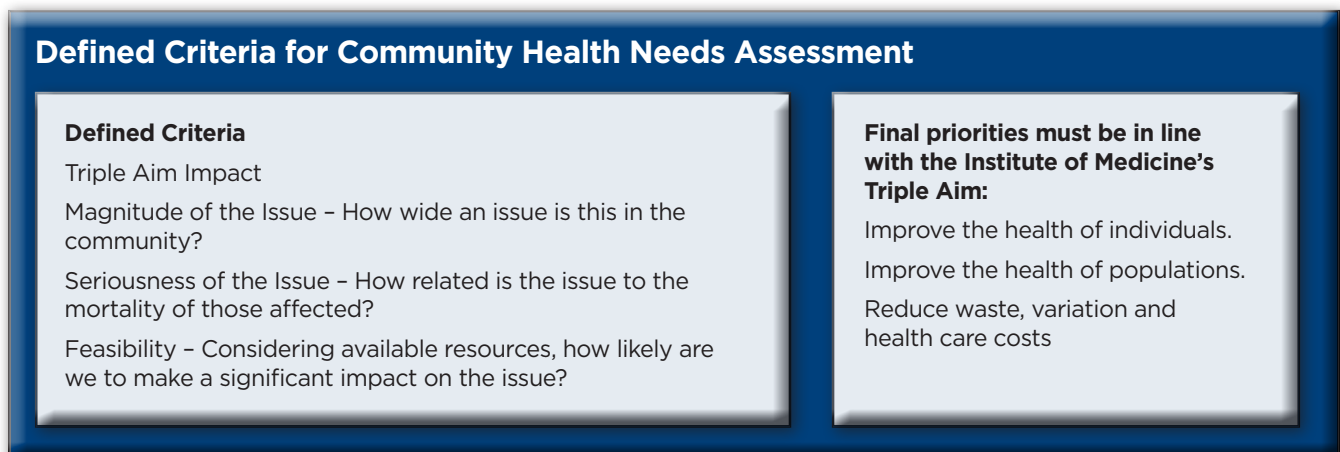 Defined Criteria for Community Health Needs Assessment
Defined Criteria
Triple Aim Impact
Magnitude of the Issue – How wide an issue is this in the
community?
Seriousness of the Issue – How related is the issue to the
mortality of those affected?
Feasibility – Considering available resources, how likely are
we to make a significant impact on the issue?
Final priorities must be in line
with the Institute of Medicine’s
Triple Aim:
Improve the health of individuals.
Improve the health of populations.
Reduce waste, variation and
health care costs